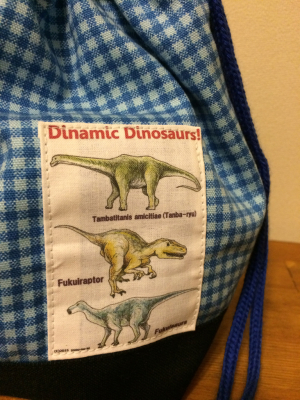 Dinamic Dinosaurs!
Tambatitanis amicitiae (Tanba-ryu)
Fukuiraptor